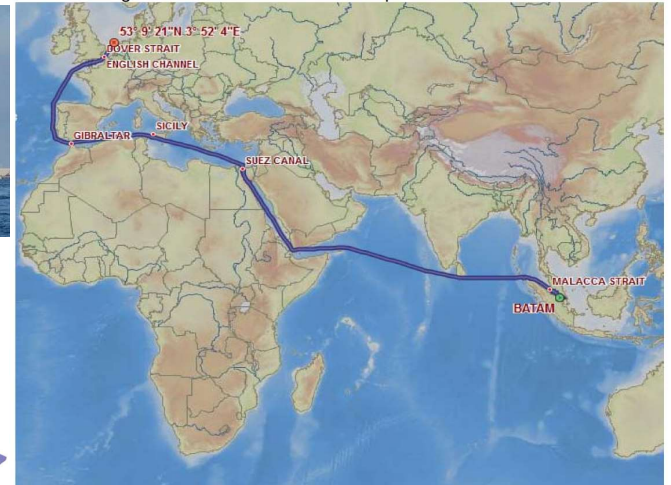 53° 9' 21"N 3° 52' 4"E
DOVER STRAIT
ENGLISH CHANNEL
SICILY
GIBRALTAR
SUEZ CANAL
MALACCA STRAIT
BATAM